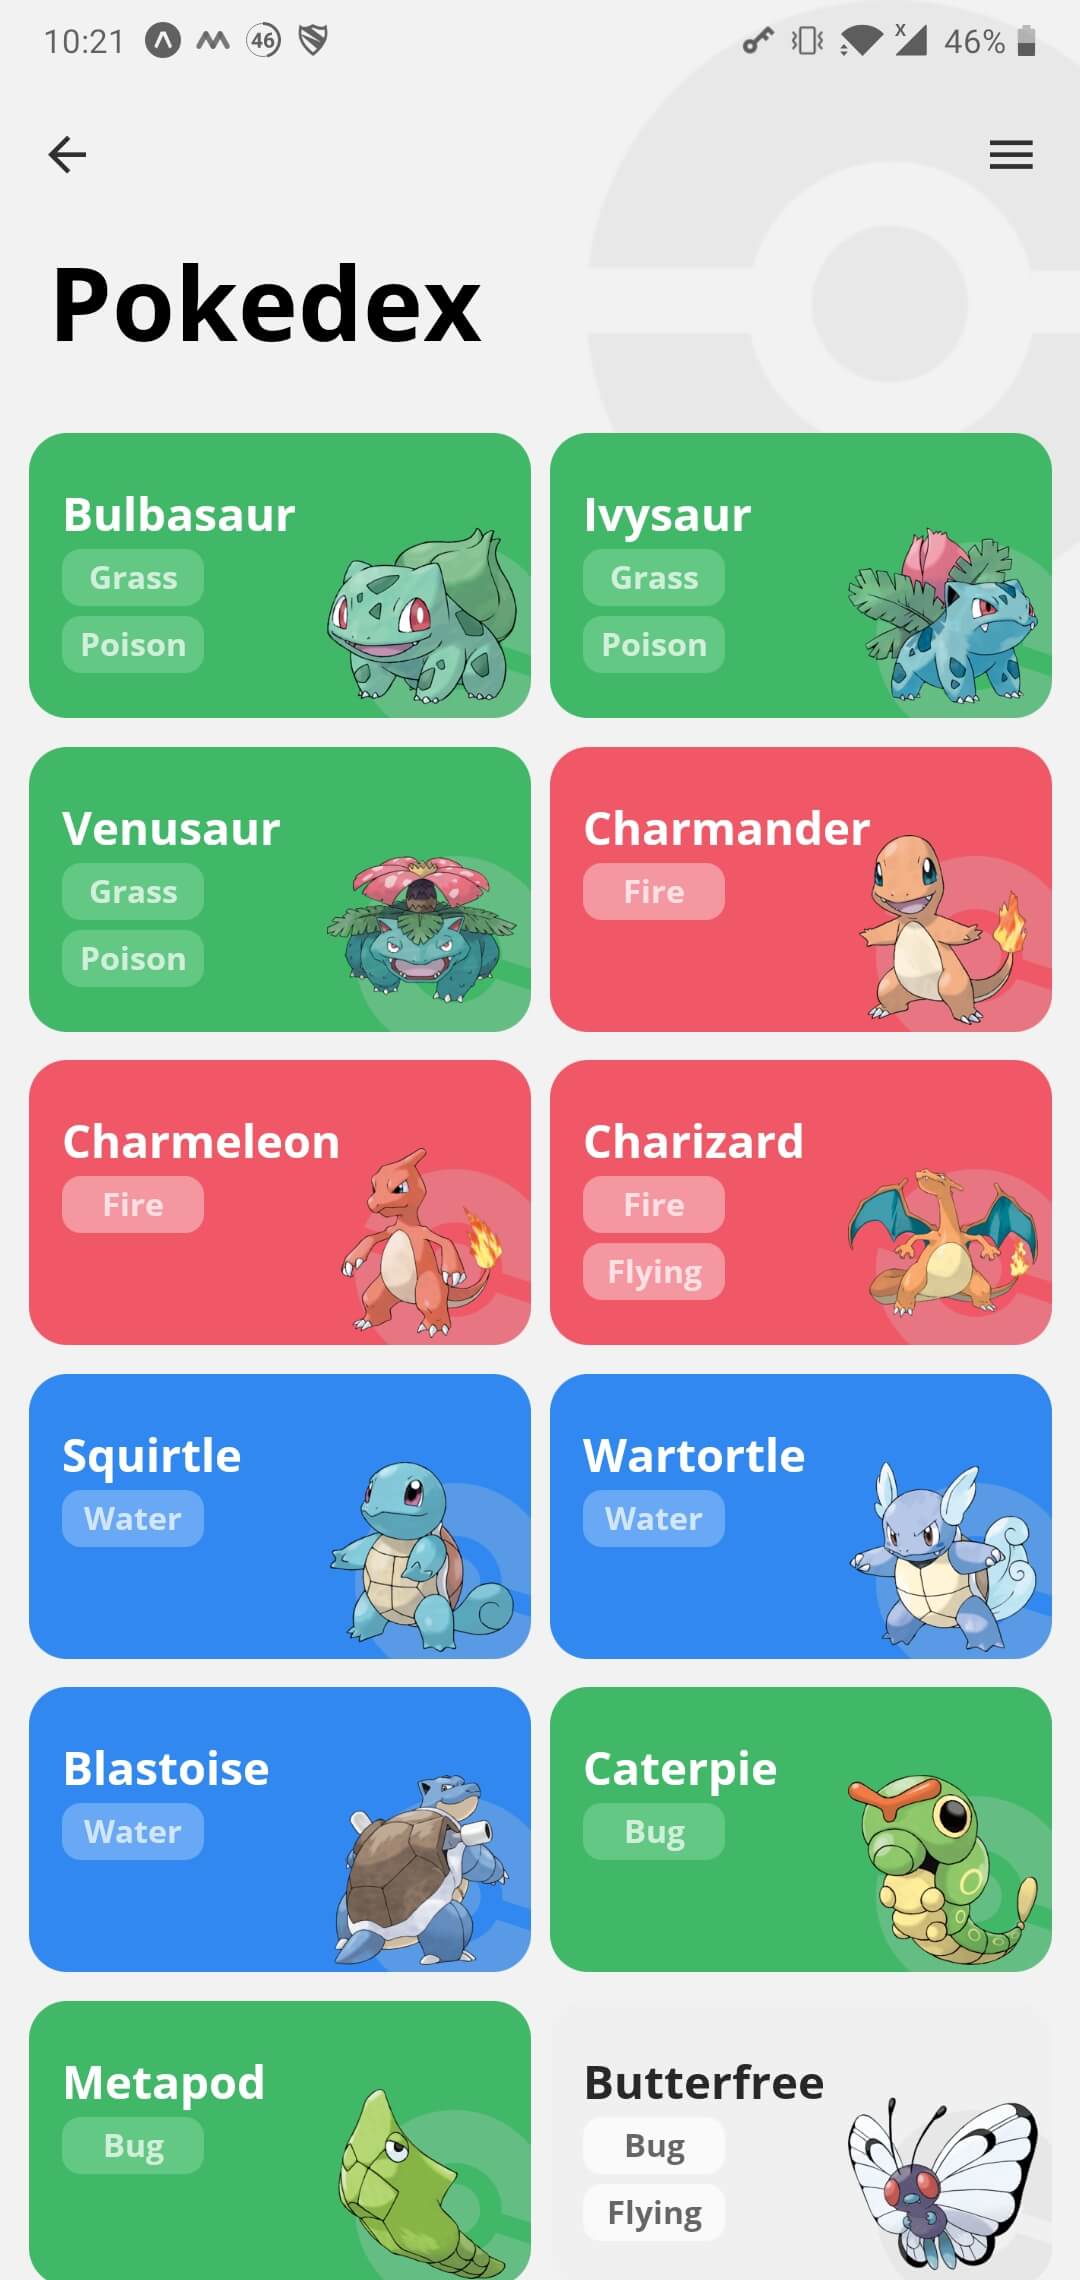 10:21 46 46%
Pokedex
Bulbasaur
Grass
Poison
Ivysaur
Grass
Poison
Venusaur
Grass
Poison
Charmander
Fire
Charmeleon
Fire
Charizard
Fire
Flying
Squirtle
Water
Wartortle
Water
Blastoise
Water
Caterpie
Bug
Metapod
Bug
Butterfree
Bug
Flying